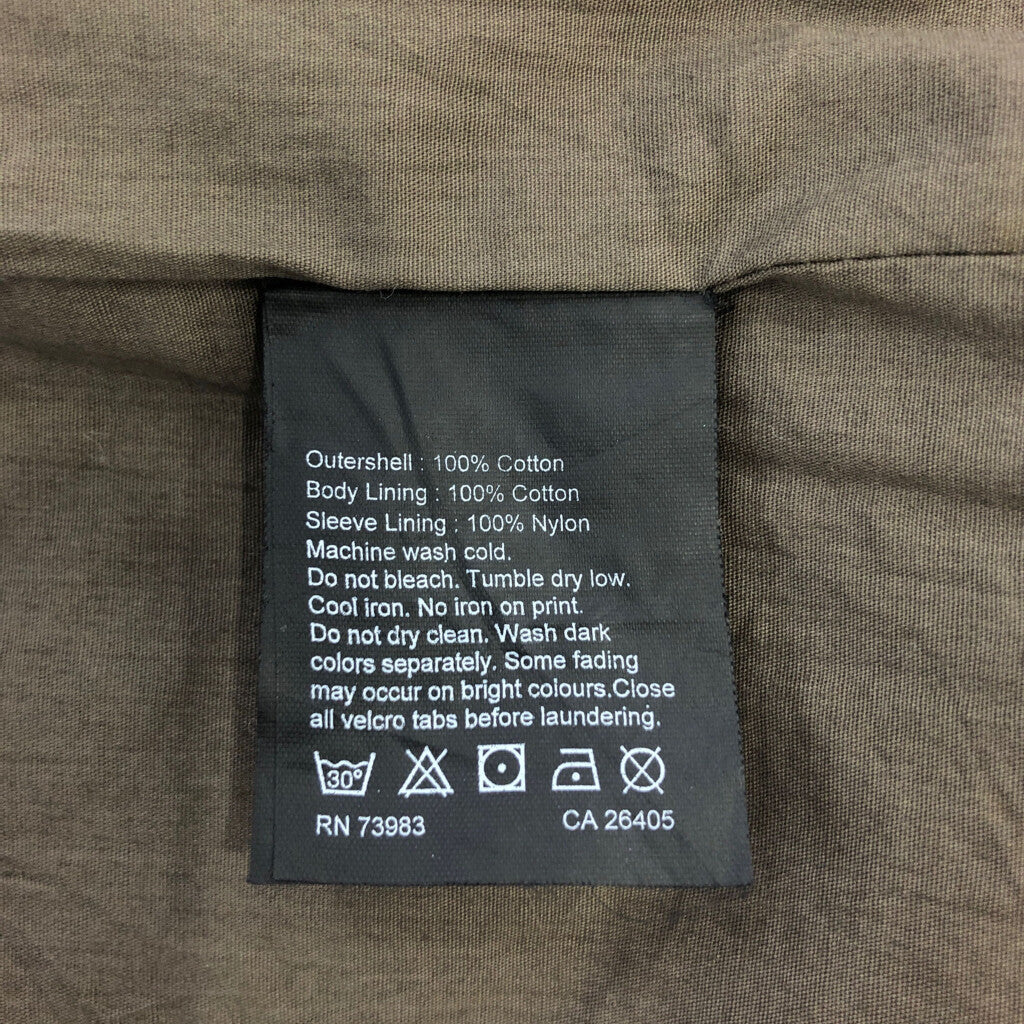 Outershell : 100% Cotton
Body Lining : 100% Cotton
Sleeve Lining : 100% Nylon
Machine wash cold.
Do not bleach. Tumble dry low.
Cool iron. No iron on print.
Do not dry clean. Wash dark
colors separately. Some fading
may occur on bright colours.Close
all velcro tabs before laundering.
30°
RN 73983 CA 26405